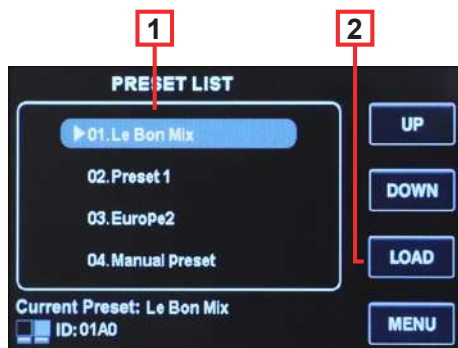 1 2
PRESET LIST
01.Le Bon Mix
UP
02.Preset 1
DOWN
03.Europe2
04.Manual Preset
LOAD
Current Preset: Le Bon Mix
ID:01A0
MENU